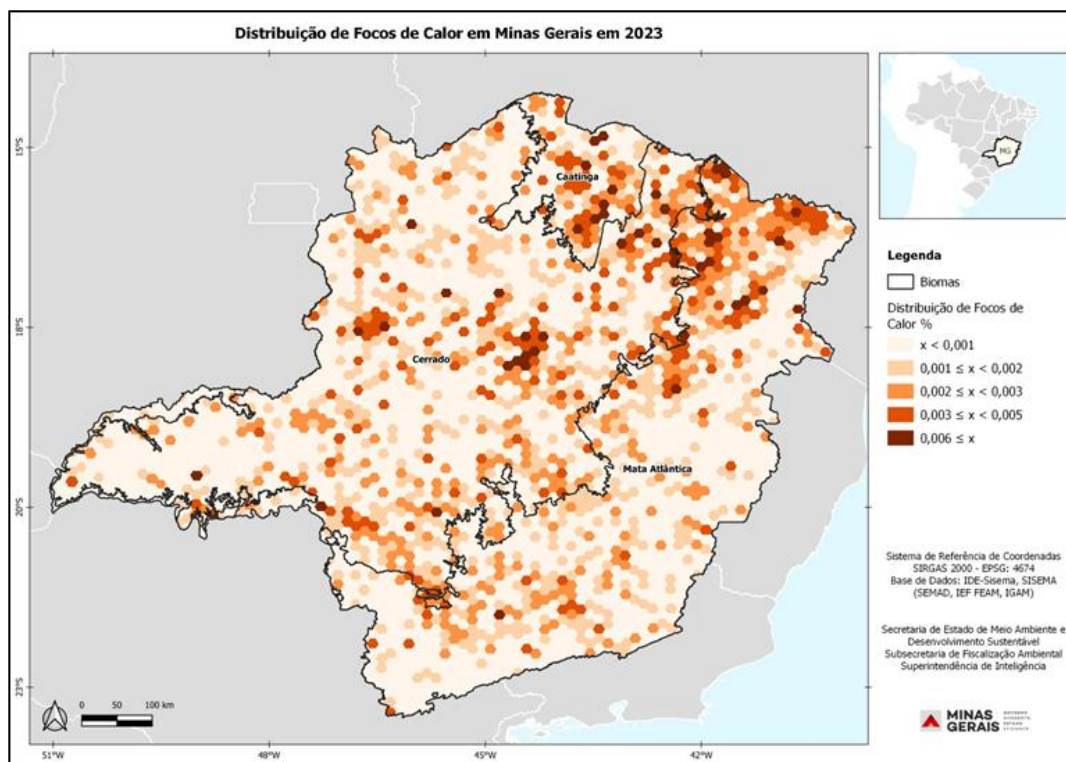 Distribuição de Focos de Calor em Minas Gerais em 2023
15°S
18°S
20°S
23°S
51°W
48°W
45°W
42°W
Caatinga
Cerrado
Mata Atlântica
0 50 100 km
MG
Legenda
Biomas
Distribuição de Focos de
Calor %
x < 0,001
0,001 ≤ x < 0,002
0,002 ≤ x < 0,003
0,003 ≤ x < 0,005
0,006 ≤ x
Sistema de Referência de Coordenadas
SIRGAS 2000 - EPSG: 4674
Base de Dados: IDE-Sisema, SISEMA
(SEMAD, IEF FEAM, IGAM)
Secretaria de Estado de Meio Ambiente e
Desenvolvimento Sustentável
Subsecretaria de Fiscalização Ambiental
Superintendência de Inteligência
MINAS
GERAIS